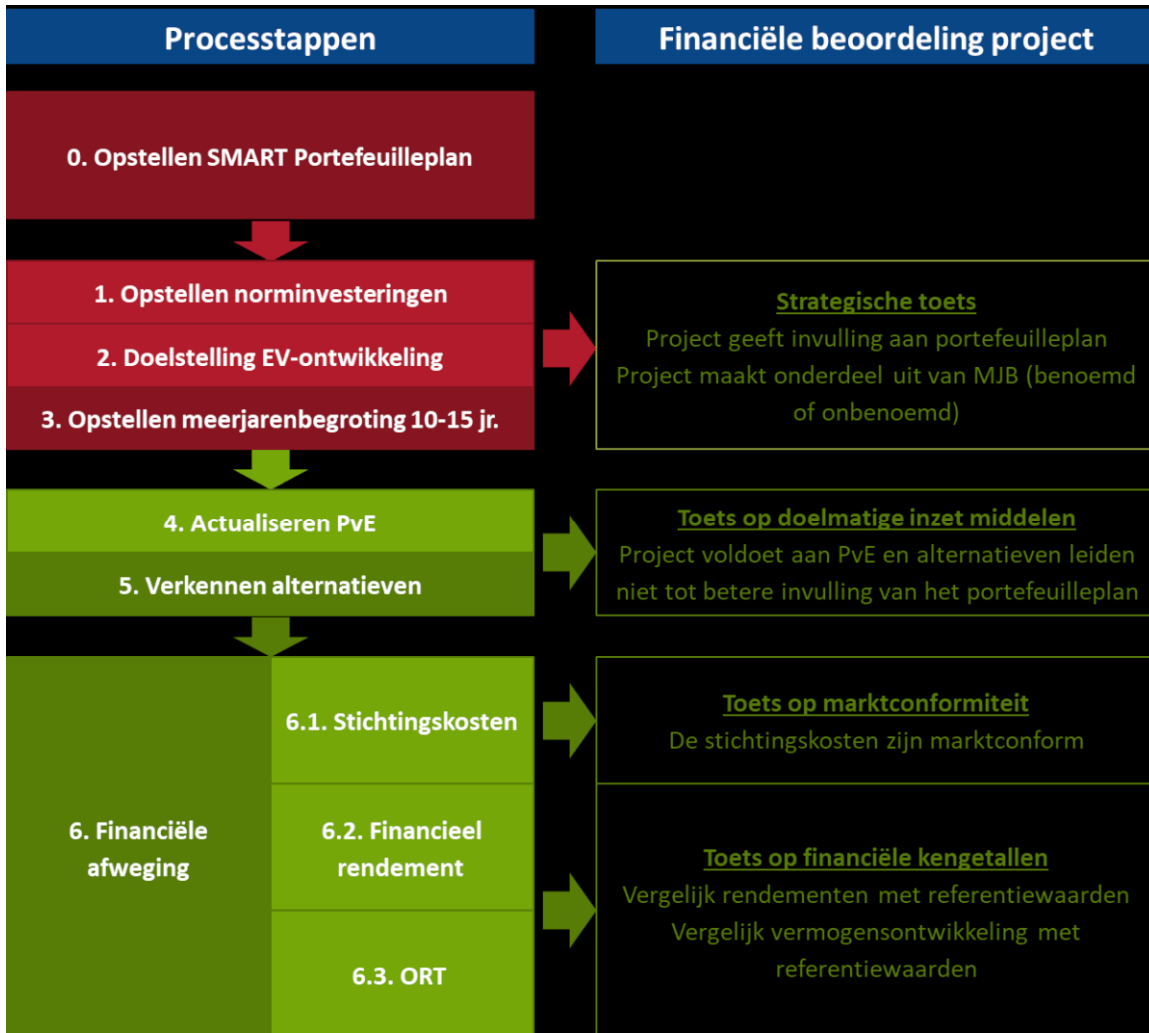 Processtappen
Financiële beoordeling project
0. Opstellen SMART Portefeuilleplan
1. Opstellen norminvesteringen
2. Doelstelling EV-ontwikkeling
3. Opstellen meerjarenbegroting 10-15 jr.
Strategische toets
Project geeft invulling aan portefeuilleplan
Project maakt onderdeel uit van MJB (benoemd
of onbenoemd)
4. Actualiseren PvE
5. Verkennen alternatieven
Toets op doelmatige inzet middelen
Project voldoet aan PvE en alternatieven leiden
niet tot betere invulling van het portefeuilleplan
6. Financiële
afweging
6.1. Stichtingskosten
Toets op marktconformiteit
De stichtingskosten zijn marktconform
6.2. Financieel
rendement
6.3. ORT
Toets op financiële kengetallen
Vergelijk rendementen met referentiewaarden
Vergelijk vermogensontwikkeling met
referentiewaarden